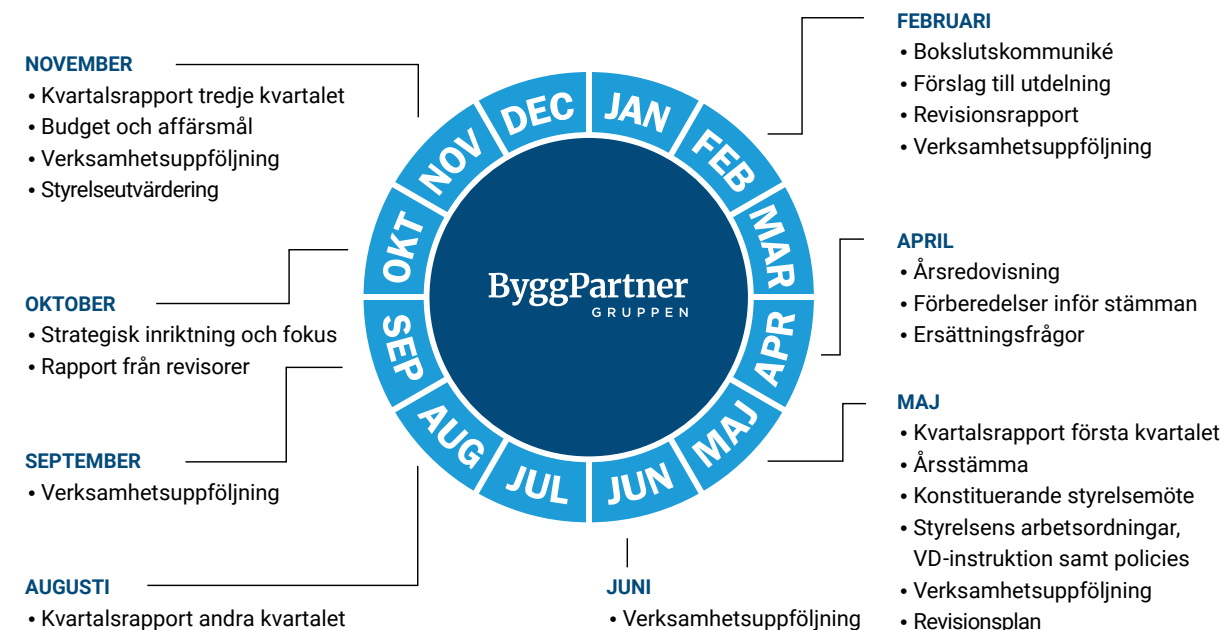 FEBRUARI
• Bokslutskommuniké
• Förslag till utdelning
• Revisionsrapport
• Verksamhetsuppföljning
APRIL
• Årsredovisning
• Förberedelser inför stämman
• Ersättningsfrågor
MAJ
• Kvartalsrapport första kvartalet
• Årsstämma
• Konstituerande styrelsemöte
• Styrelsens arbetsordningar,
VD-instruktion samt policies
• Verksamhetsuppföljning
• Revisionsplan
JUNI
• Verksamhetsuppföljning
AUGUSTI
• Kvartalsrapport andra kvartalet
SEPTEMBER
• Verksamhetsuppföljning
OKTOBER
• Strategisk inriktning och fokus
• Rapport från revisorer
NOVEMBER
• Kvartalsrapport tredje kvartalet
• Budget och affärsmål
• Verksamhetsuppföljning
• Styrelseutvärdering
JAN
FEB
MAR
APR
MAJ
JUN
JUL
AUG
SEP
OKT
NOV
DEC
ByggPartner
GRUPPEN